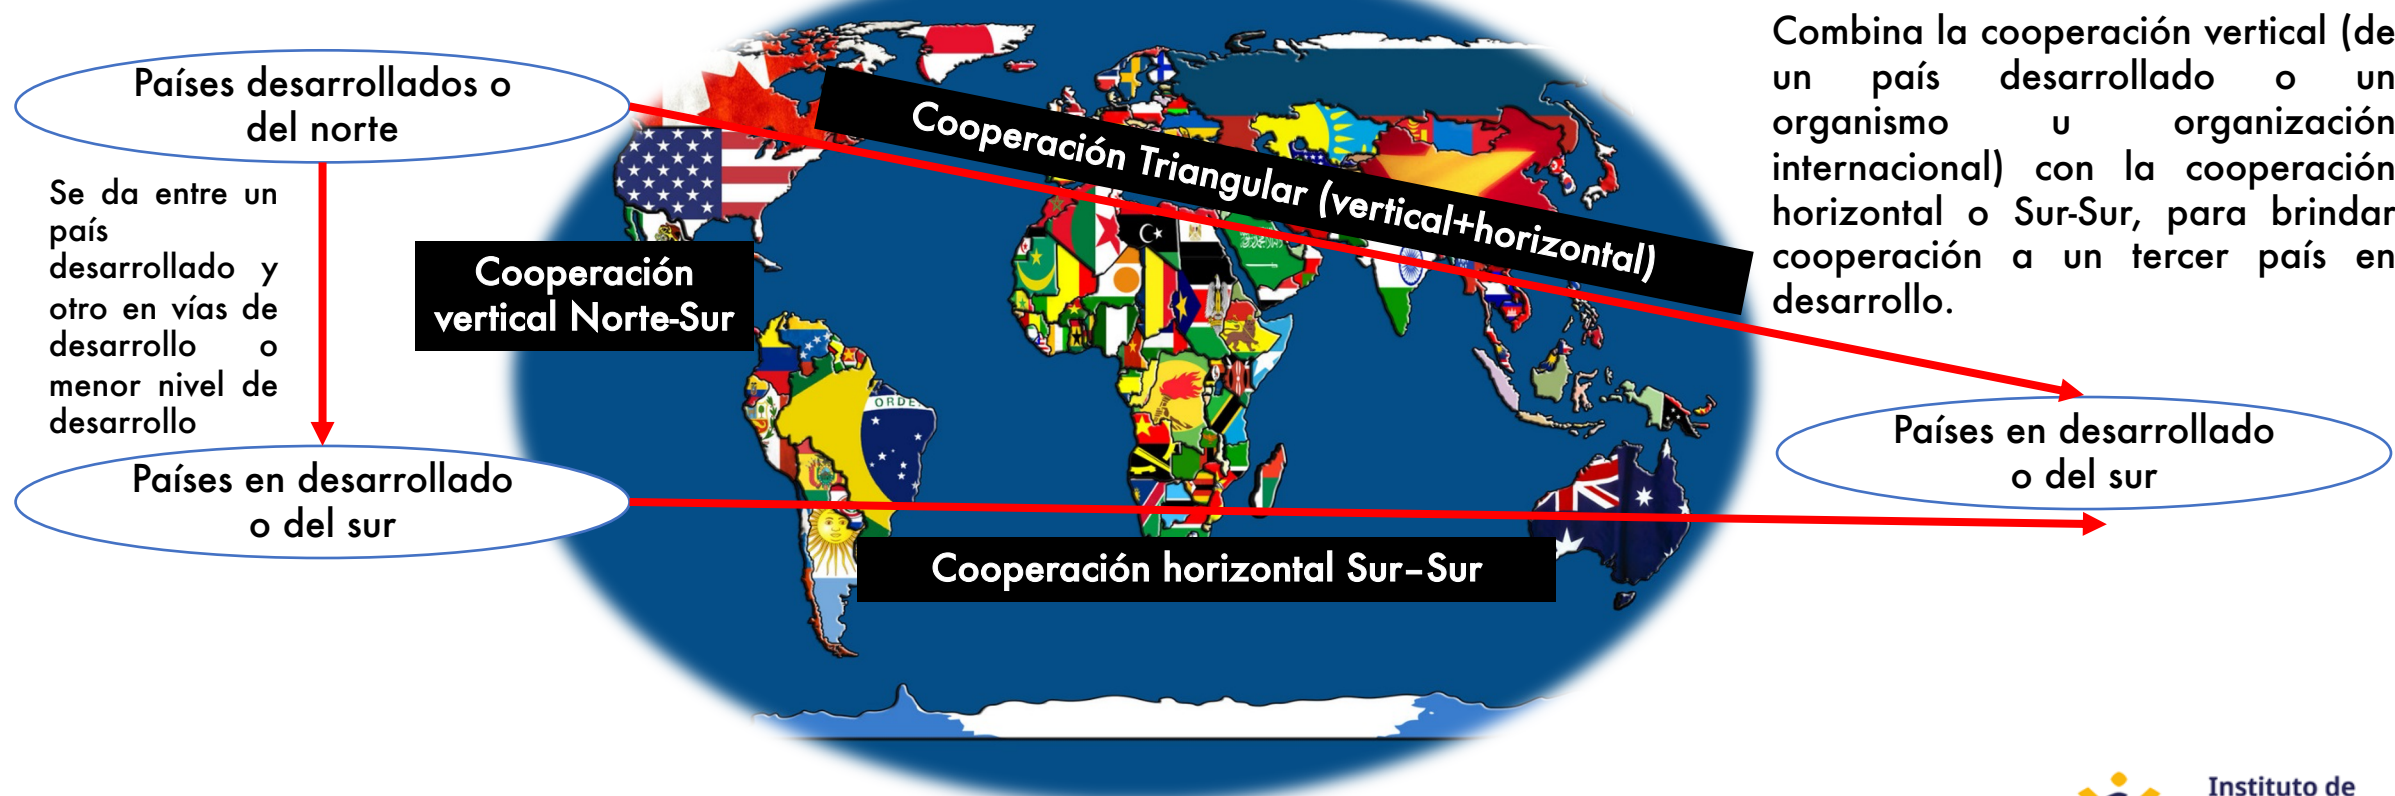 Países desarrollados o
del norte
Se da entre un
país
desarrollado y
otro en vías de
desarrollo o
menor nivel de
desarrollo
Países en desarrollado
o del sur
Cooperación
vertical Norte-Sur
Cooperación Triangular (vertical+horizontal)
Cooperación horizontal Sur–Sur
ORDE
Combina la cooperación vertical (de
un país desarrollado o un
organismo u organización
internacional) con la cooperación
horizontal o Sur-Sur, para brindar
cooperación a un tercer país en
desarrollo.
Países en desarrollado
o del sur
Instituto de